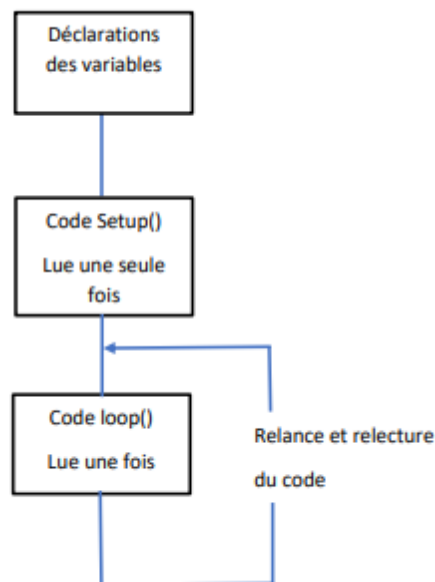 Déclarations
des variables
Code Setup()
Lue une seule
fois
Code loop()
Lue une fois
Relance et relecture
du code